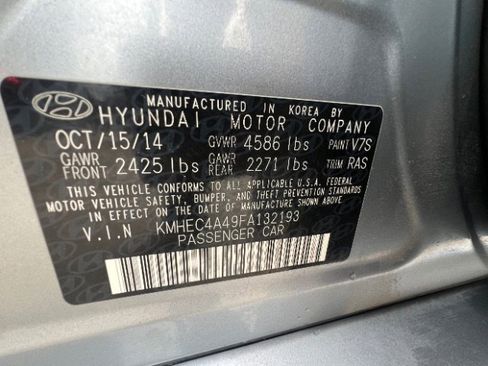 MANUFACTURED IN KOREA BY
HYUNDAI MOTOR COMPANY
OCT/15/14 GVWR 4586 lbs PAINT V7S
GAWR FRONT 2425 lbs GAWR REAR 2271 lbs TRIM RAS
THIS VEHICLE CONFORMS TO ALL APPLICABLE U.S.A. FEDERAL
MOTOR VEHICLE SAFETY, BUMPER, AND THEFT PREVENTION STANDARDS
IN EFFECT ON THE DATE OF MANUFACTURE SHOWN ABOVE.
V.I.N KMHEC4A49FA132193
PASSENGER CAR